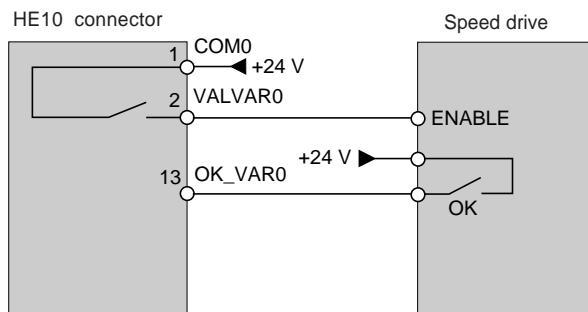 HE10 connector
Speed drive
1
COM0
+24 V
2
VALVAR0
ENABLE
+24 V
13
OK_VAR0
OK